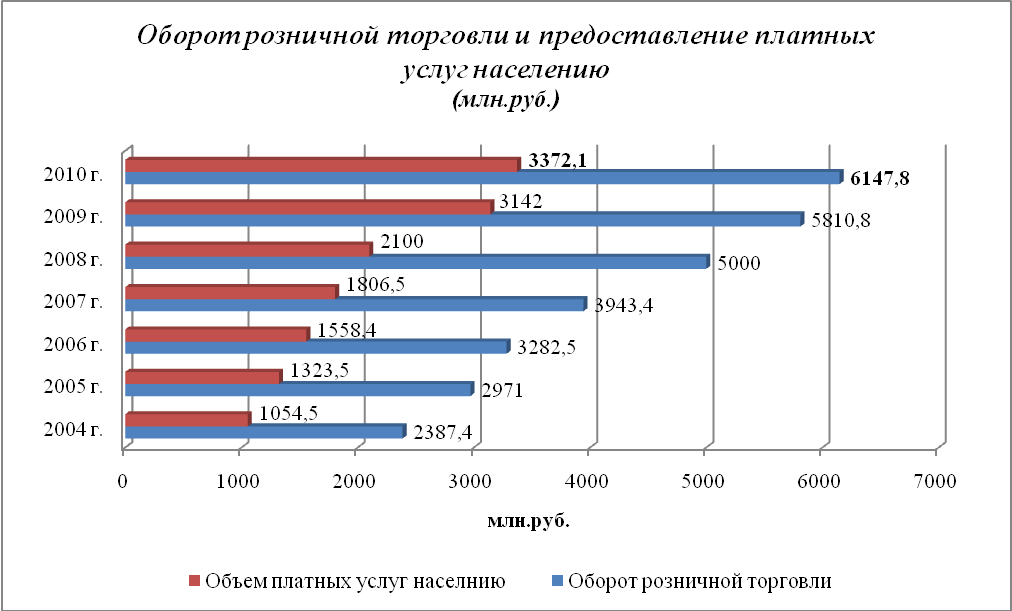 Оборот розничной торговли и предоставление платных
услуг населению
(млн.руб.)
2010 г.
3372,1
6147,8
2009 г.
3142
5810,8
2008 г.
2100
5000
2007 г.
1806,5
3943,4
2006 г.
1558,4
3282,5
2005 г.
1323,5
2971
2004 г.
1054,5
2387,4
0 1000 2000 3000 4000 5000 6000 7000
млн.руб.
Объем платных услуг населнию Оборот розничной торговли